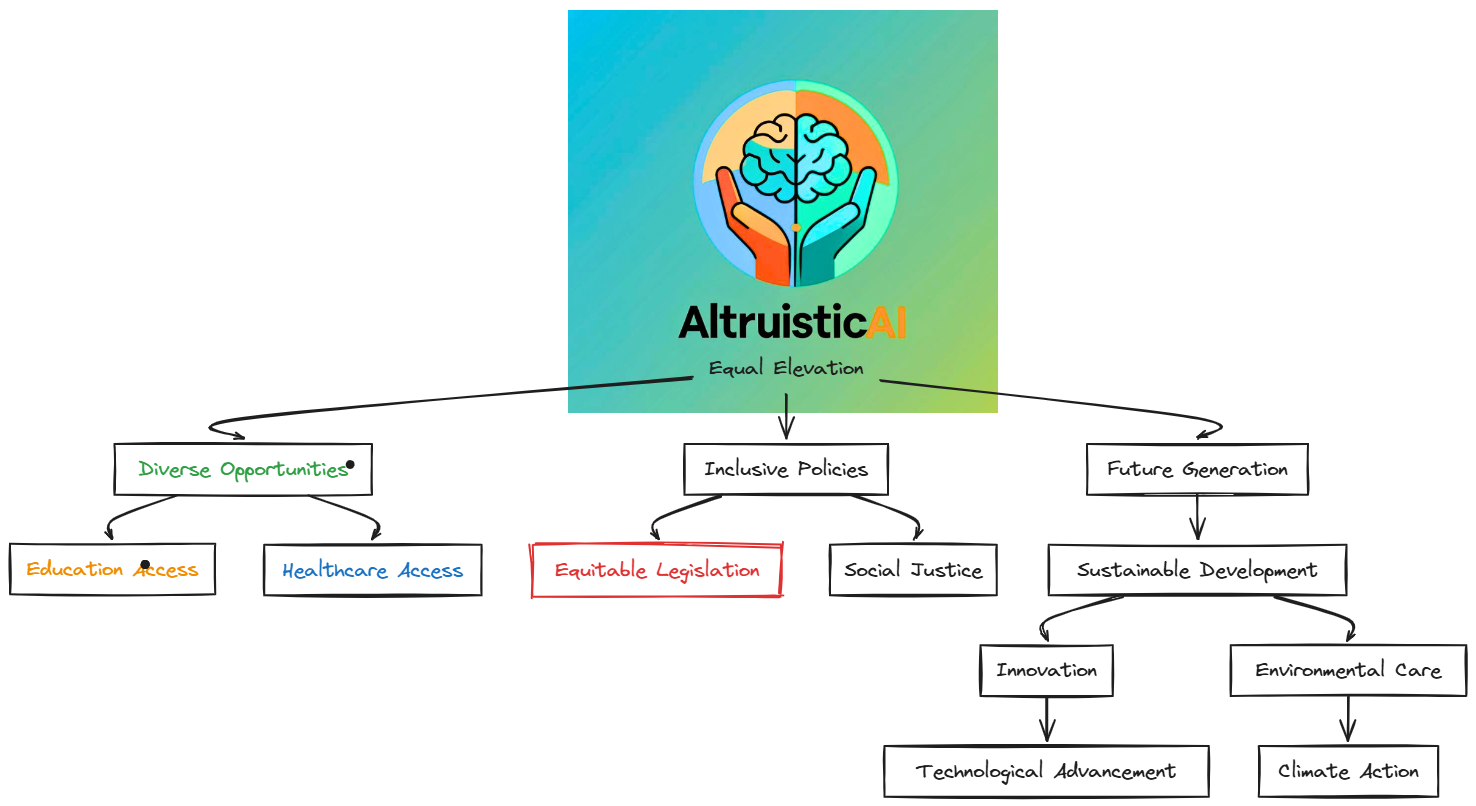 AltruisticAI
Equal Elevation
Diverse Opportunities
Inclusive Policies
Future Generation
Education Access
Healthcare Access
Equitable Legislation
Social Justice
Sustainable Development
Innovation
Environmental Care
Technological Advancement
Climate Action